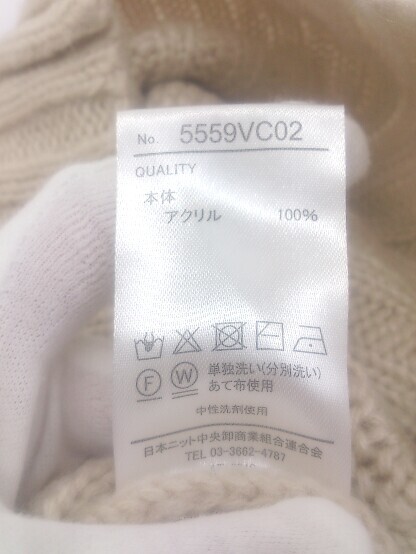 No. 5559VC02
QUALITY
本体
アクリル 100%
F W 単独洗い(分別洗い)
あて布使用
中性洗剤使用
日本ニット中央卸商業組合連合会
TEL 03-3662-4787